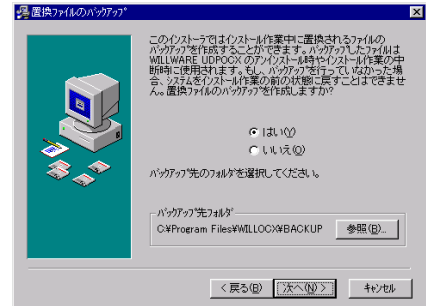 置換ファイルのバックアップ
このインストーラではインストール作業中に置換されるファイルの
バックアップを作成することができます。バックアップしたファイルは
WILLWARE UDPOCX のアンインストール時やインストール作業の中
断時に使用されます。もし、バックアップを行っていなかった場
合、システムをインストール作業の前の状態に戻すことはできませ
ん。置換ファイルのバックアップを作成しますか?
はい(Y)
いいえ(O)
バックアップ先のフォルダを選択してください。
バックアップ先フォルダ
C:¥Program Files¥WILLOCX¥BACKUP
参照(B)...
< 戻る(B)
次へ(N) >
キャンセル